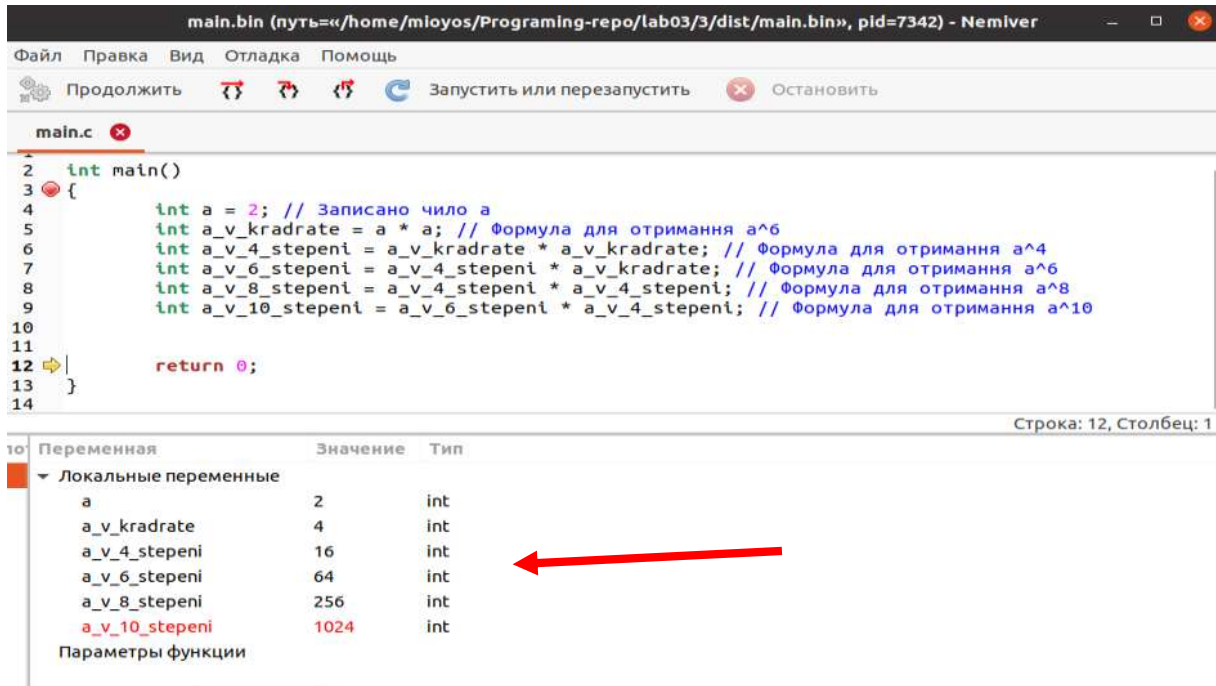 main.bin (путь=«/home/mioyos/Programing-repo/lab03/3/dist/main.bin», pid=7342) - Nemiver
Файл Правка Вид Отладка Помощь
Продолжить Запустить или перезапустить Остановить
main.c
2 int main()
3 {
4 int a = 2; // Записано чило а
5 int a_v_kradrate = a * a; // Формула для отримання a^6
6 int a_v_4_stepeni = a_v_kradrate * a_v_kradrate; // Формула для отримання a^4
7 int a_v_6_stepeni = a_v_4_stepeni * a_v_kradrate; // Формула для отримання a^6
8 int a_v_8_stepeni = a_v_4_stepeni * a_v_4_stepeni; // Формула для отримання a^8
9 int a_v_10_stepeni = a_v_6_stepeni * a_v_4_stepeni; // Формула для отримання a^10
10
11
12 return 0;
13 }
14
Строка: 12, Столбец: 1
Переменная Значение Тип
Локальные переменные
a 2 int
a_v_kradrate 4 int
a_v_4_stepeni 16 int
a_v_6_stepeni 64 int
a_v_8_stepeni 256 int
a_v_10_stepeni 1024 int
Параметры функции